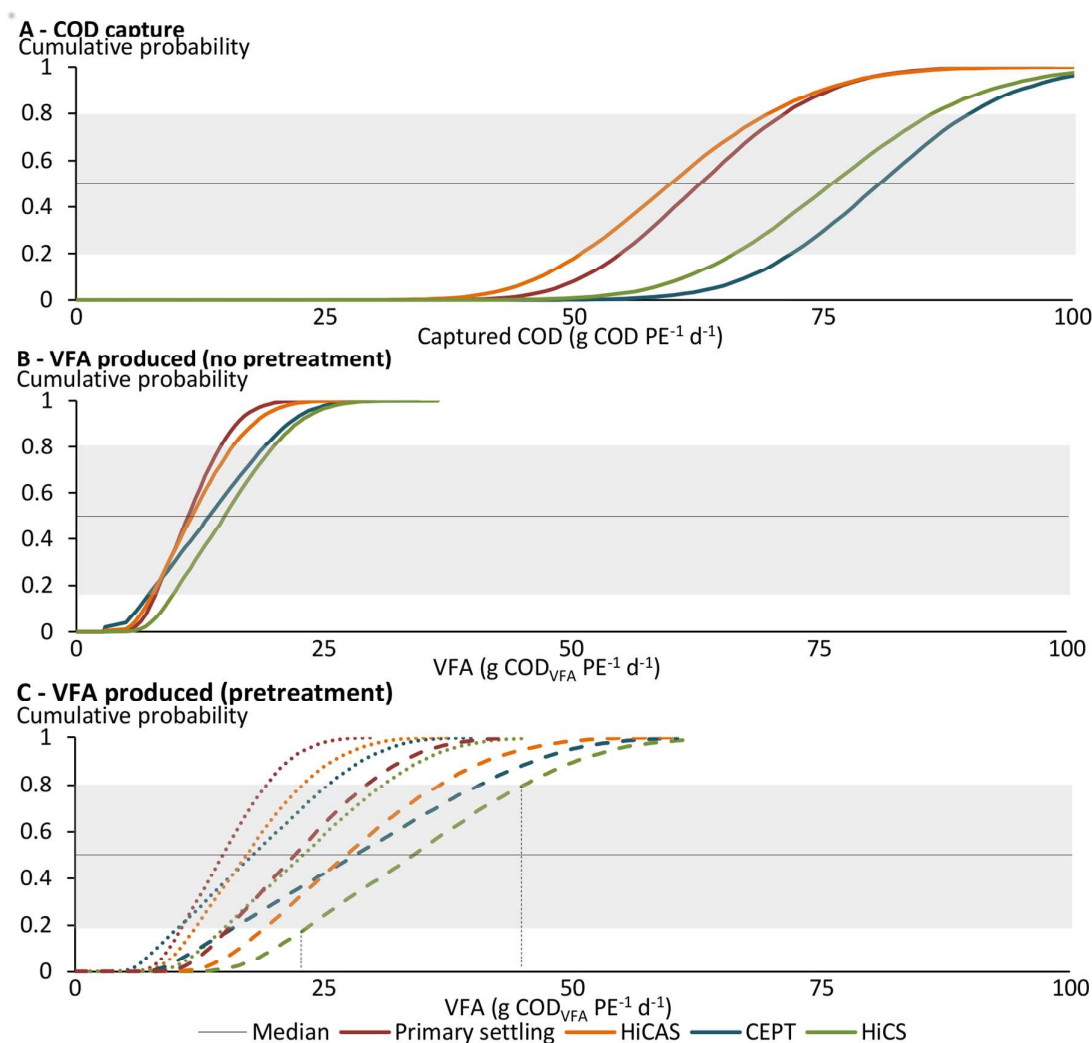 A - COD capture
Cumulative probability
1
0.8
0.6
0.4
0.2
0
0 25 50 75 100
Captured COD (g COD PE⁻¹ d⁻¹)
B - VFA produced (no pretreatment)
Cumulative probability
1
0.8
0.6
0.4
0.2
0
0 25 50 75 100
VFA (g COD_VFA PE⁻¹ d⁻¹)
C - VFA produced (pretreatment)
Cumulative probability
1
0.8
0.6
0.4
0.2
0
0 25 50 75 100
VFA (g COD_VFA PE⁻¹ d⁻¹)
Median Primary settling HiCAS CEPT HiCS